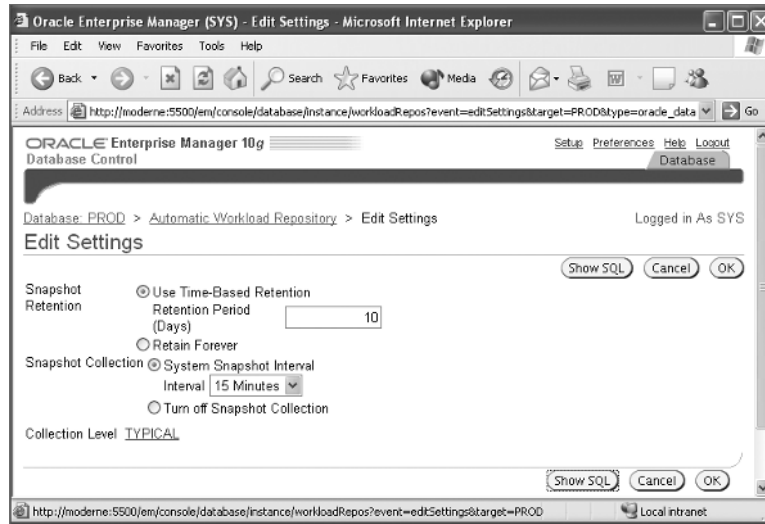 Oracle Enterprise Manager (SYS) - Edit Settings - Microsoft Internet Explorer
File Edit View Favorites Tools Help
Back Search Favorites Media
Address http://moderne:5500/em/console/database/instance/workloadRepos?event=editSettings&target=PROD&type=oracle_data Go
ORACLE Enterprise Manager 10g
Setup Preferences Help Logout
Database Control
Database
Database: PROD > Automatic Workload Repository > Edit Settings Logged in As SYS
Edit Settings
Show SQL Cancel OK
Snapshot Retention
Use Time-Based Retention
Retention Period (Days) 10
Retain Forever
Snapshot Collection System Snapshot Interval
Interval 15 Minutes
Turn off Snapshot Collection
Collection Level TYPICAL
Show SQL Cancel OK
http://moderne:5500/em/console/database/instance/workloadRepos?event=editSettings&target=PROD Local intranet